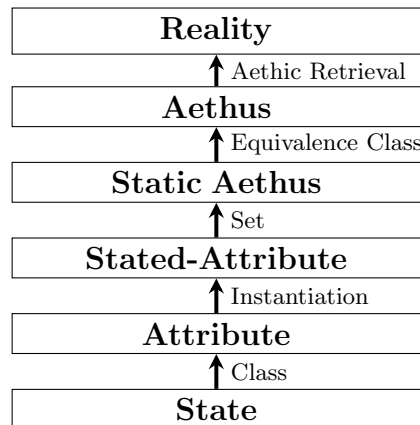 Reality
Aethic Retrieval
Aethus
Equivalence Class
Static Aethus
Set
Stated-Attribute
Instantiation
Attribute
Class
State